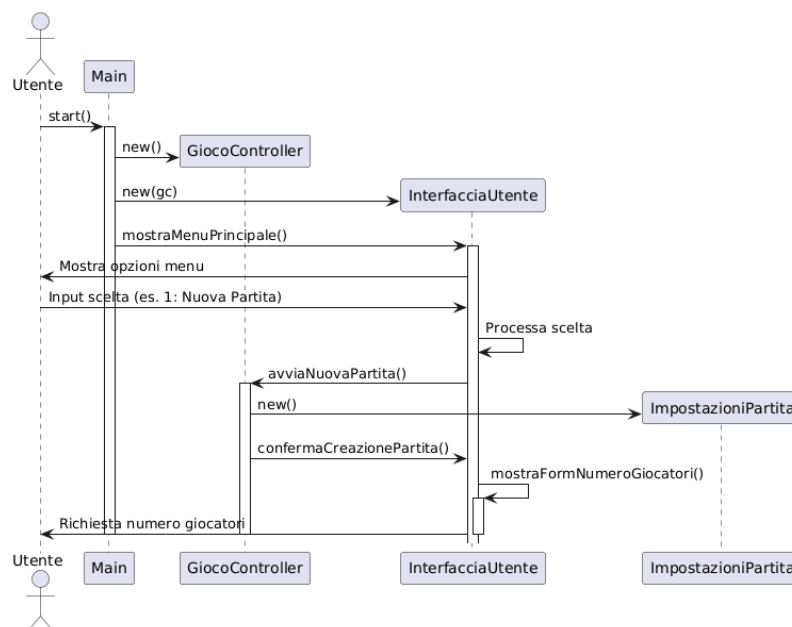 Utente
Main
start()
new()
GiocoController
new(gc)
InterfacciaUtente
mostraMenuPrincipale()
Mostra opzioni menu
Input scelta (es. 1: Nuova Partita)
Processa scelta
avviaNuovaPartita()
new()
ImpostazioniPartita
confermaCreazionePartita()
mostraFormNumeroGiocatori()
Richiesta numero giocatori
Utente
Main
GiocoController
InterfacciaUtente
ImpostazioniPartita